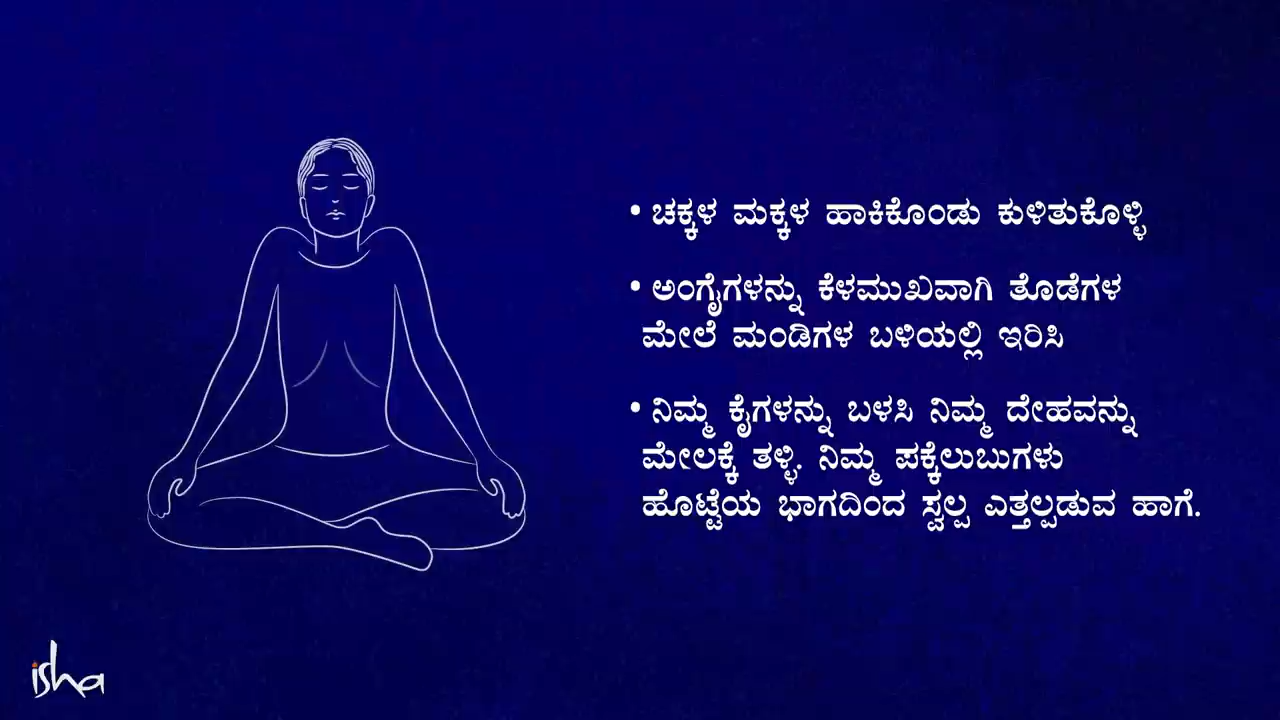 • ಚಕ್ಕಳ ಮಕ್ಕಳ ಹಾಕಿಕೊಂಡು ಕುಳಿತುಕೊಳ್ಳಿ
• ಅಂಗೈಗಳನ್ನು ಕೆಳಮುಖವಾಗಿ ತೊಡೆಗಳ
ಮೇಲೆ ಮಂಡಿಗಳ ಬಳಿಯಲ್ಲಿ ಇರಿಸಿ
• ನಿಮ್ಮ ಕೈಗಳನ್ನು ಬಳಸಿ ನಿಮ್ಮ ದೇಹವನ್ನು
ಮೇಲಕ್ಕೆ ತಳ್ಳಿ. ನಿಮ್ಮ ಪಕ್ಕೆಲುಬುಗಳು
ಹೊಟ್ಟೆಯ ಭಾಗದಿಂದ ಸ್ವಲ್ಪ ಎತ್ತಲ್ಪಡುವ ಹಾಗೆ.
isha